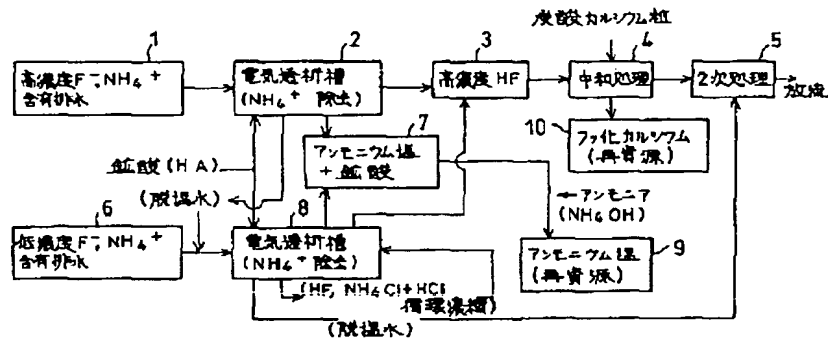 炭酸カルシウム粒
1
2
3
4
5
高濃度F⁻,NH4⁺
含有排水
電気透析槽
(NH4⁺ 除去)
高濃度 HF
中和処理
2次処理
放流
7
10
アンモニウム塩
+ 鉱酸
フッ化カルシウム
(再資源)
鉱酸(HA)
(脱塩水)
アンモニア
(NH4OH)
6
8
低濃度F⁻,NH4⁺
含有排水
電気透析槽
(NH4⁺ 除去)
アンモニウム塩
(再資源)
9
(HF, NH4Cl+HCl
循環濃縮)
(脱塩水)